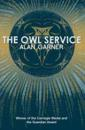 THE OWL SERVICE
ALAN GARNER
Winner of the Carnegie Medal and
the Guardian Award